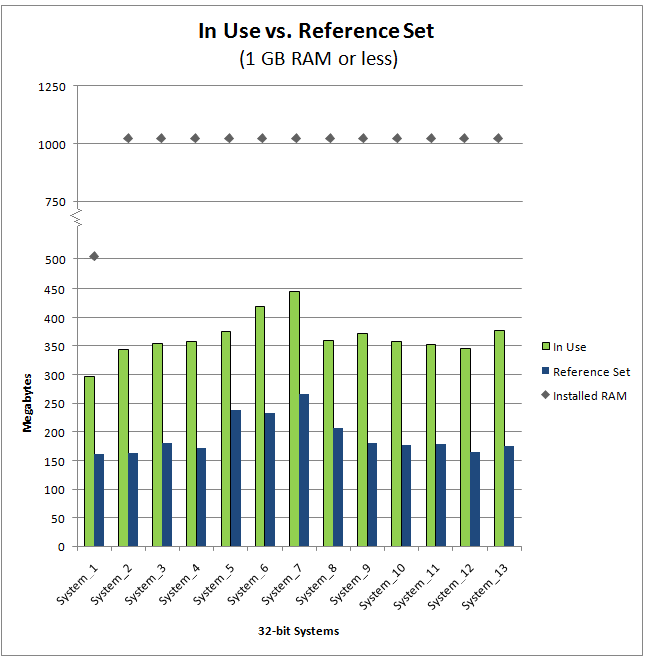 In Use vs. Reference Set
(1 GB RAM or less)
1250
1000
750
500
450
400
350
300
250
200
150
100
50
0
Megabytes
In Use
Reference Set
Installed RAM
System_1
System_2
System_3
System_4
System_5
System_6
System_7
System_8
System_9
System_10
System_11
System_12
System_13
32-bit Systems